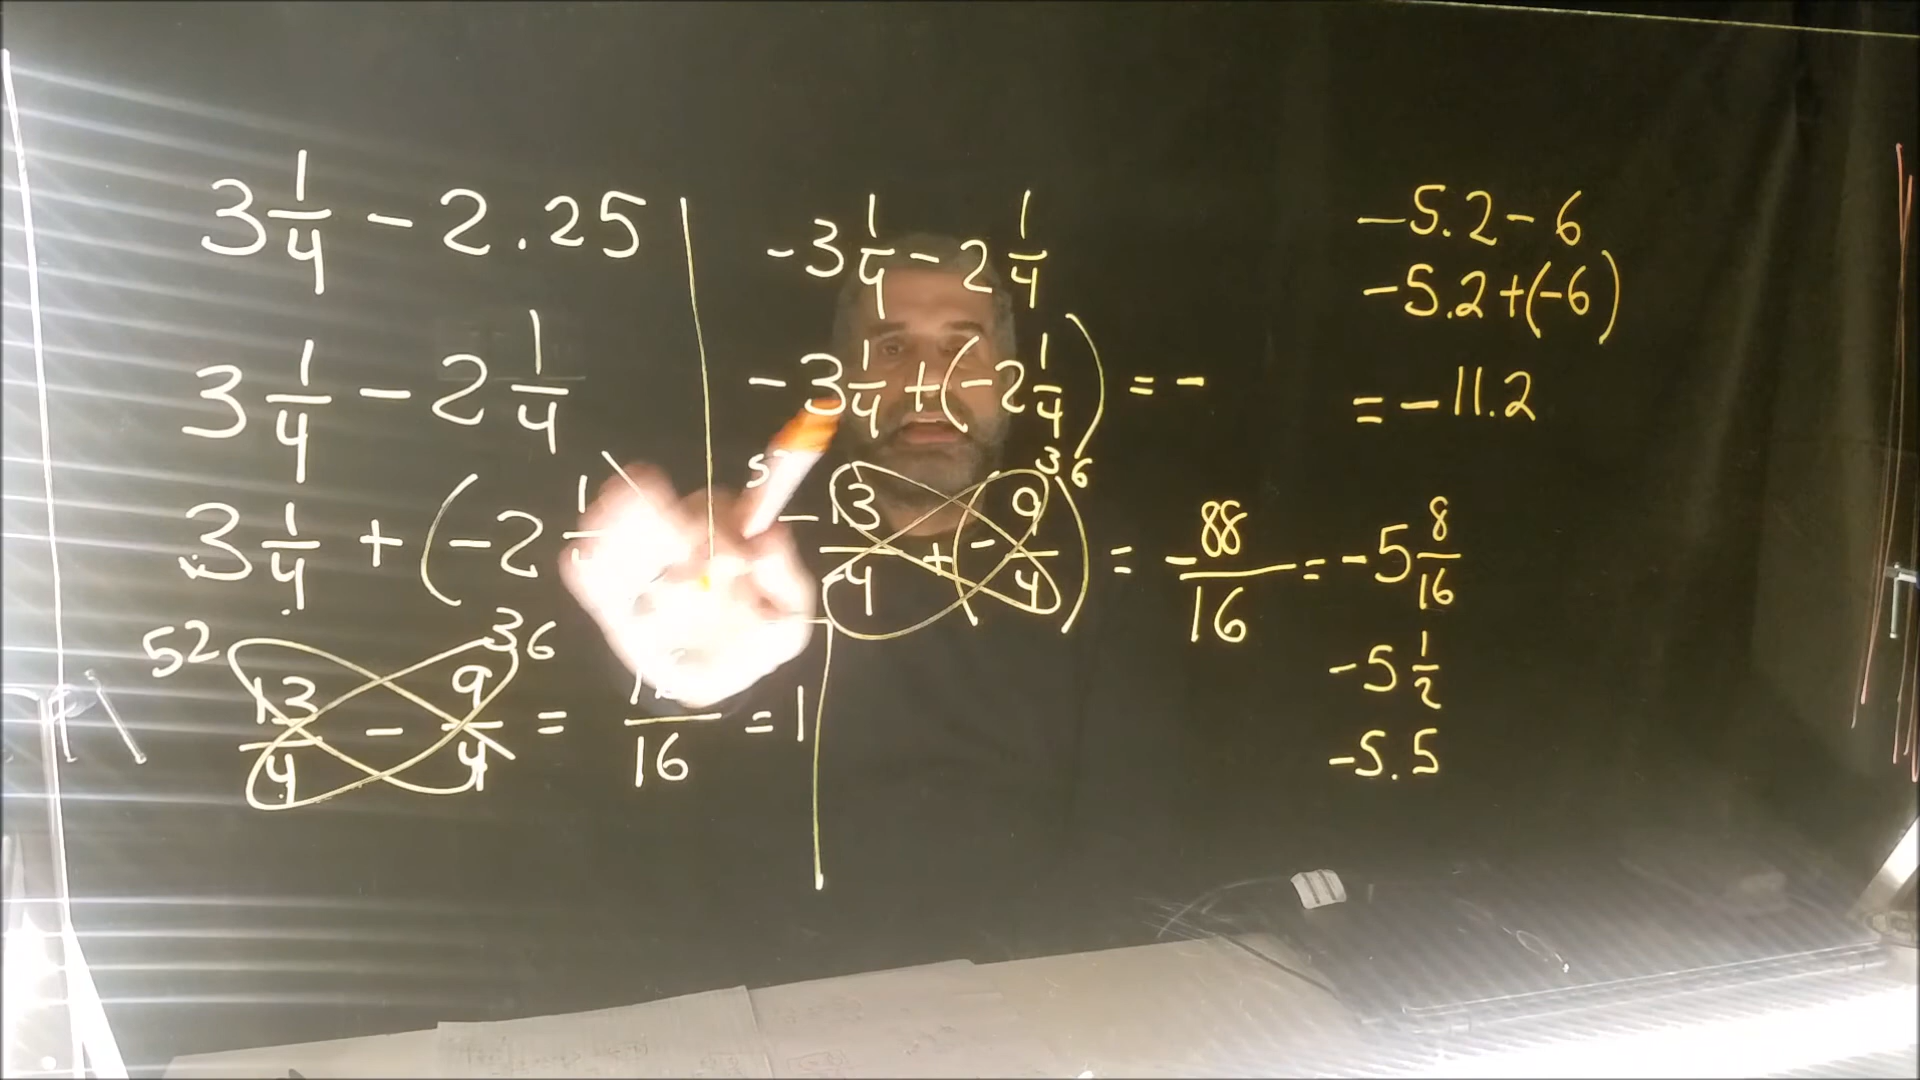 3 1/4 - 2.25
3 1/4 - 2 1/4
3 1/4 + (-2 1
52 36
13/4 - 9/4 = /16 = 1
-3 1/4 - 2 1/4
-3 1/4 + (-2 1/4) = -
5 36
-13/4 + (-9/4) = -88/16 = -5 8/16
-5 1/2
-5.5
-5.2 - 6
-5.2 + (-6)
= -11.2